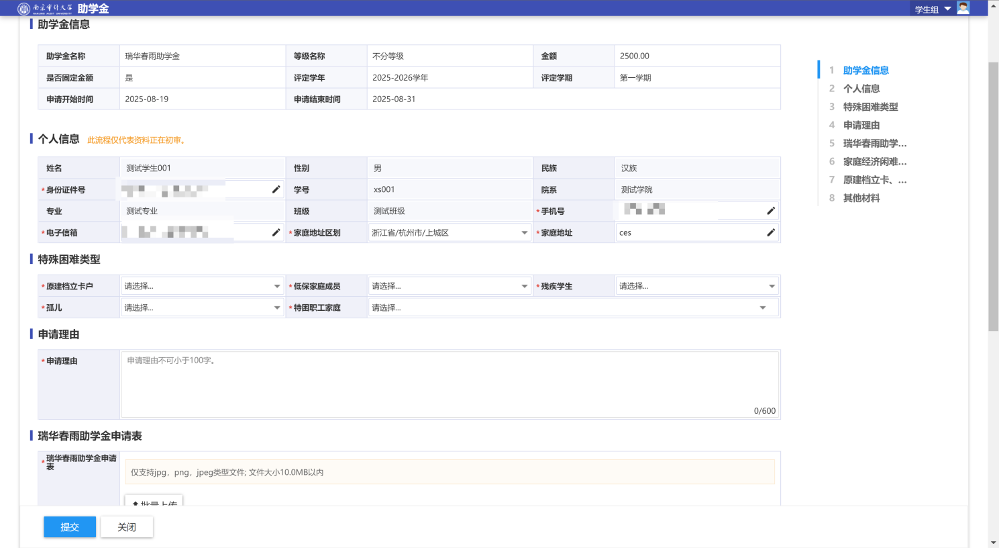 南京审计大学 助学金 学生组
NANJING AUDIT UNIVERSITY
助学金信息
助学金名称 瑞华春雨助学金 等级名称 不分等级 金额 2500.00
是否固定金额 是 评定学年 2025-2026学年 评定学期 第一学期
申请开始时间 2025-08-19 申请结束时间 2025-08-31
个人信息 此流程仅代表资料正在初审。
姓名 测试学生001 性别 男 民族 汉族
* 身份证件号 学号 xs001 院系 测试学院
专业 测试专业 班级 测试班级 * 手机号
* 电子信箱 * 家庭地址区划 浙江省/杭州市/上城区 * 家庭地址 ces
特殊困难类型
* 原建档立卡户 请选择... * 低保家庭成员 请选择... * 残疾学生 请选择...
* 孤儿 请选择... * 特困职工家庭 请选择...
申请理由
* 申请理由 申请理由不可小于100字。
0/600
瑞华春雨助学金申请表
* 瑞华春雨助学金申请
表
仅支持jpg，png，jpeg类型文件; 文件大小10.0MB以内
批量上传
提交 关闭
1 助学金信息
2 个人信息
3 特殊困难类型
4 申请理由
5 瑞华春雨助学...
6 家庭经济困难...
7 原建档立卡、...
8 其他材料